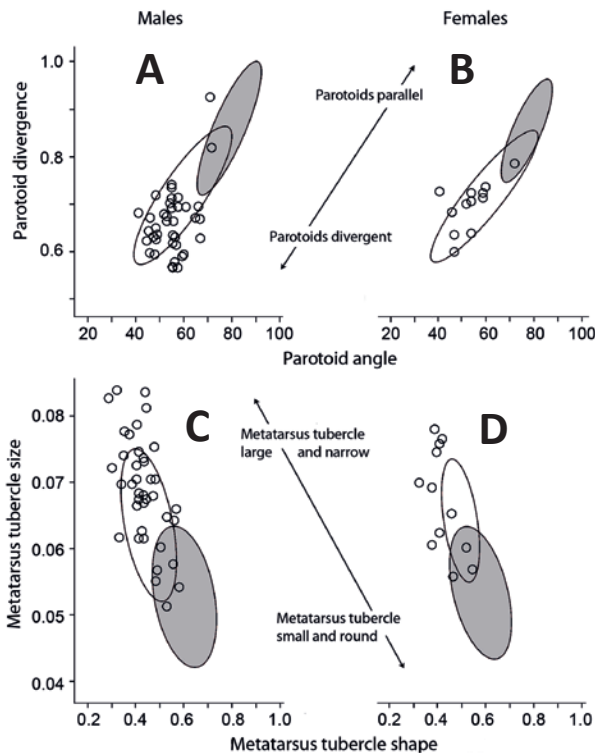 Males
Females
A
B
Parotoid divergence
1.0
0.8
0.6
Parotoids parallel
Parotoids divergent
20 40 60 80 100
20 40 60 80 100
Parotoid angle
C
D
Metatarsus tubercle size
0.08
0.07
0.06
0.05
0.04
Metatarsus tubercle
large and narrow
Metatarsus tubercle
small and round
0.2 0.4 0.6 0.8 1.0
0.2 0.4 0.6 0.8 1.0
Metatarsus tubercle shape